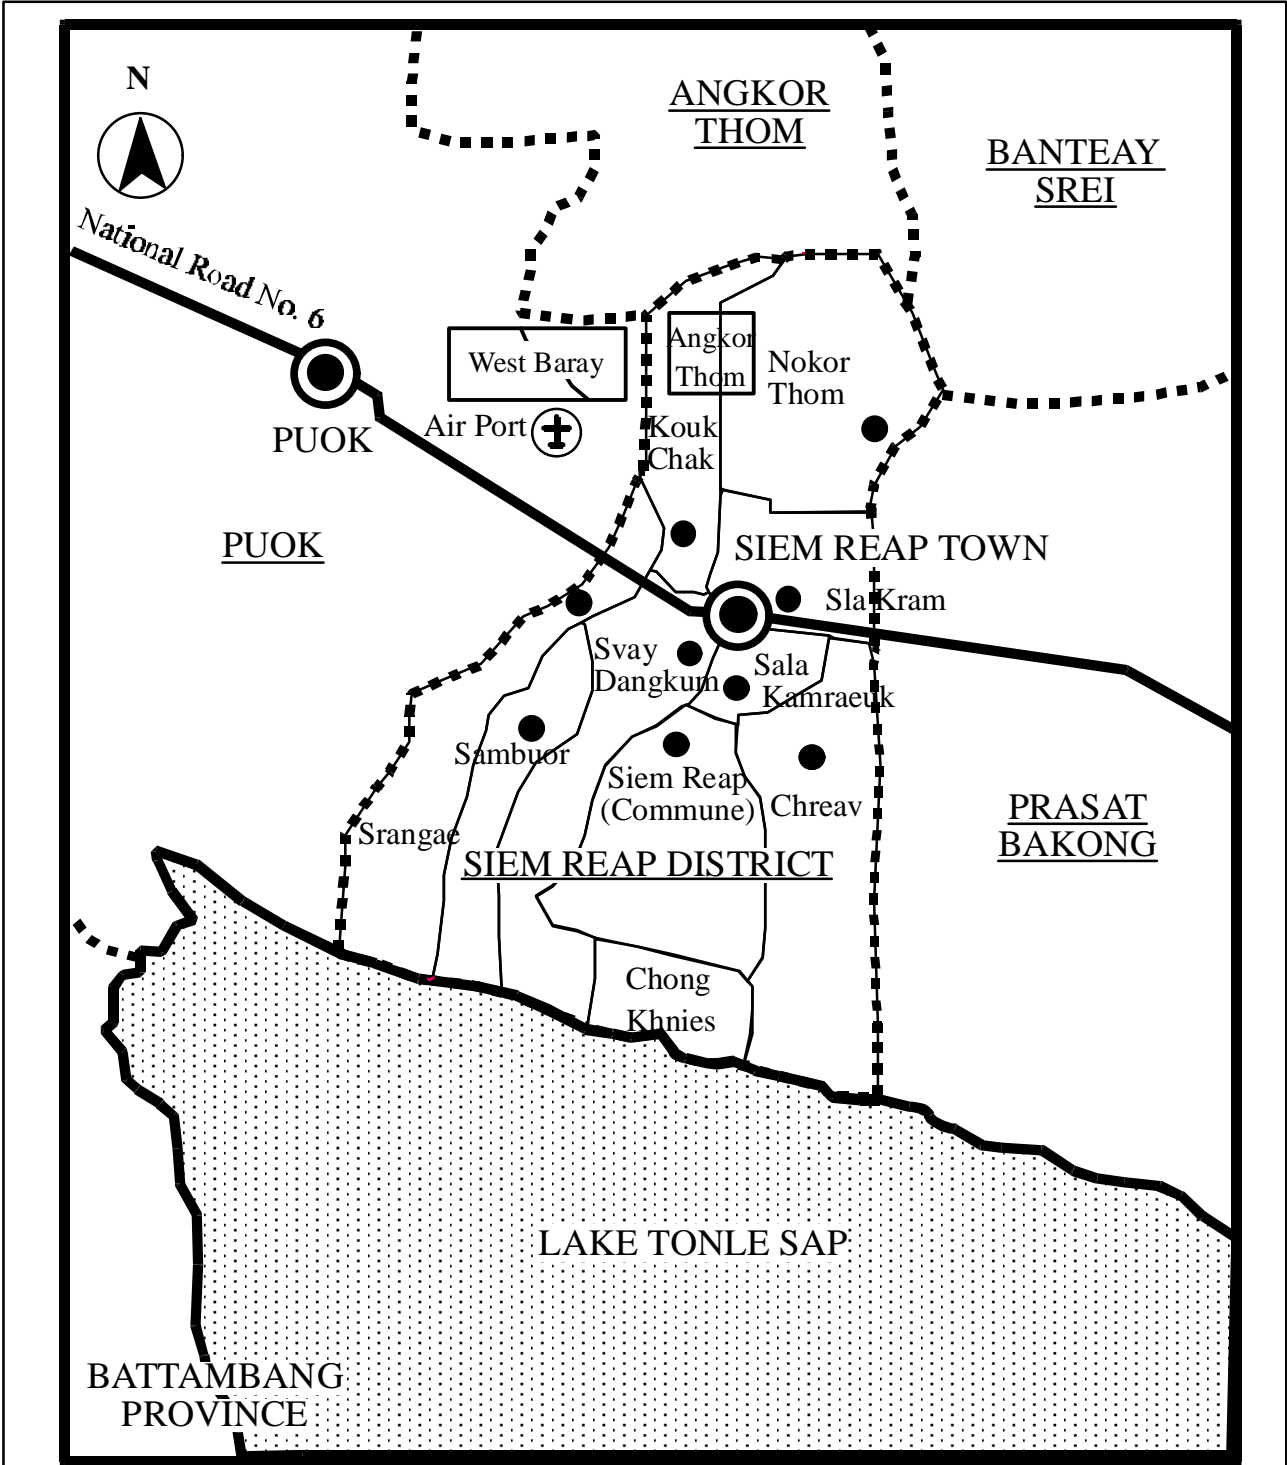 N
ANGKOR
THOM
BANTEAY
SREI
National Road No. 6
West Baray
Angkor
Thom
Nokor
Thom
Air Port
PUOK
Kouk
Chak
PUOK
SIEM REAP TOWN
Sla Kram
Svay
Dangkum
Sala
Kamraeuk
Sambuor
Siem Reap
(Commune)
Chreav
PRASAT
BAKONG
Srangae
SIEM REAP DISTRICT
Chong
Khnies
LAKE TONLE SAP
BATTAMBANG
PROVINCE